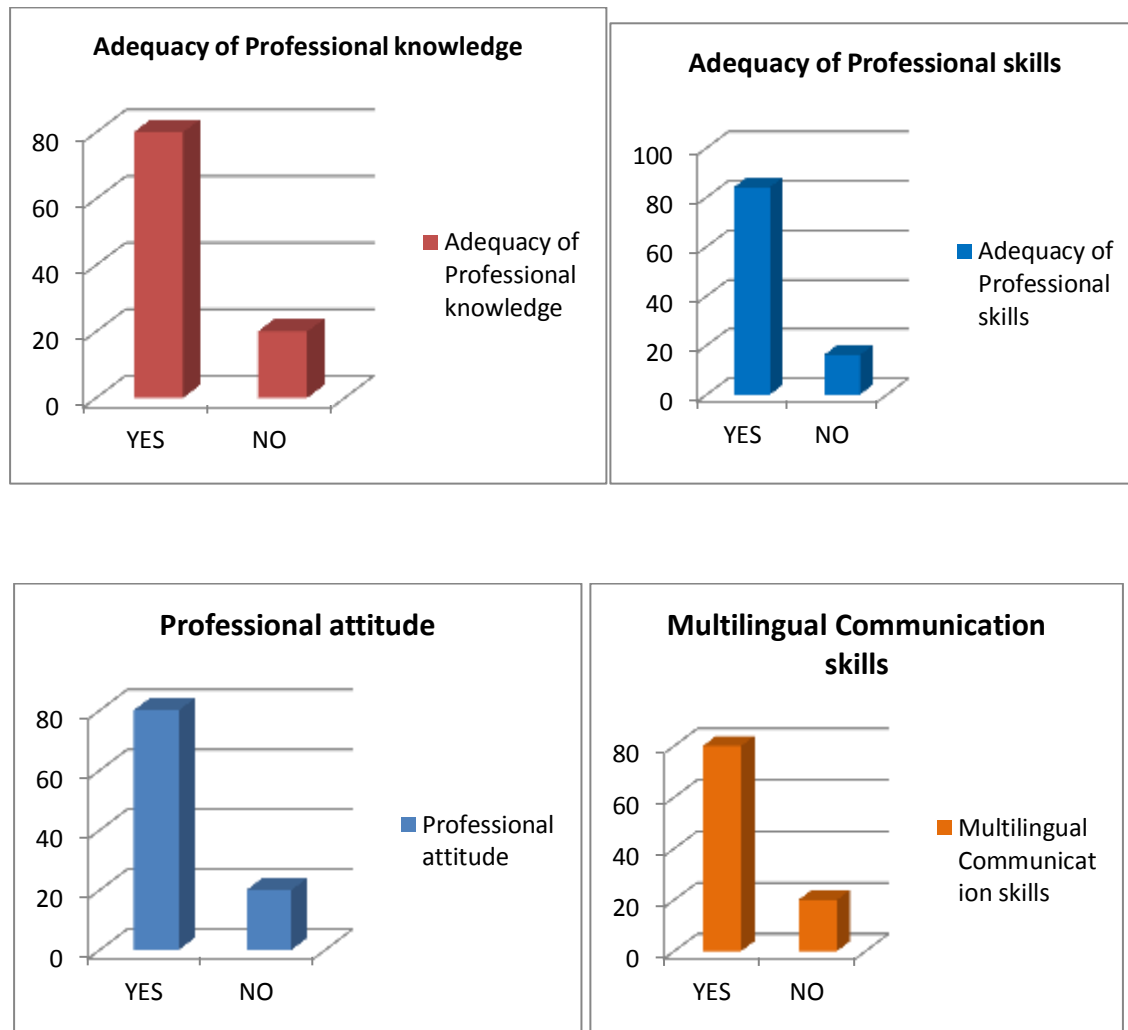 Adequacy of Professional knowledge
80
60
40
20
0
YES NO
Adequacy of
Professional
knowledge
Adequacy of Professional skills
100
80
60
40
20
0
YES NO
Adequacy of
Professional
skills
Professional attitude
80
60
40
20
0
YES NO
Professional
attitude
Multilingual Communication
skills
80
60
40
20
0
YES NO
Multilingual
Communicat
ion skills